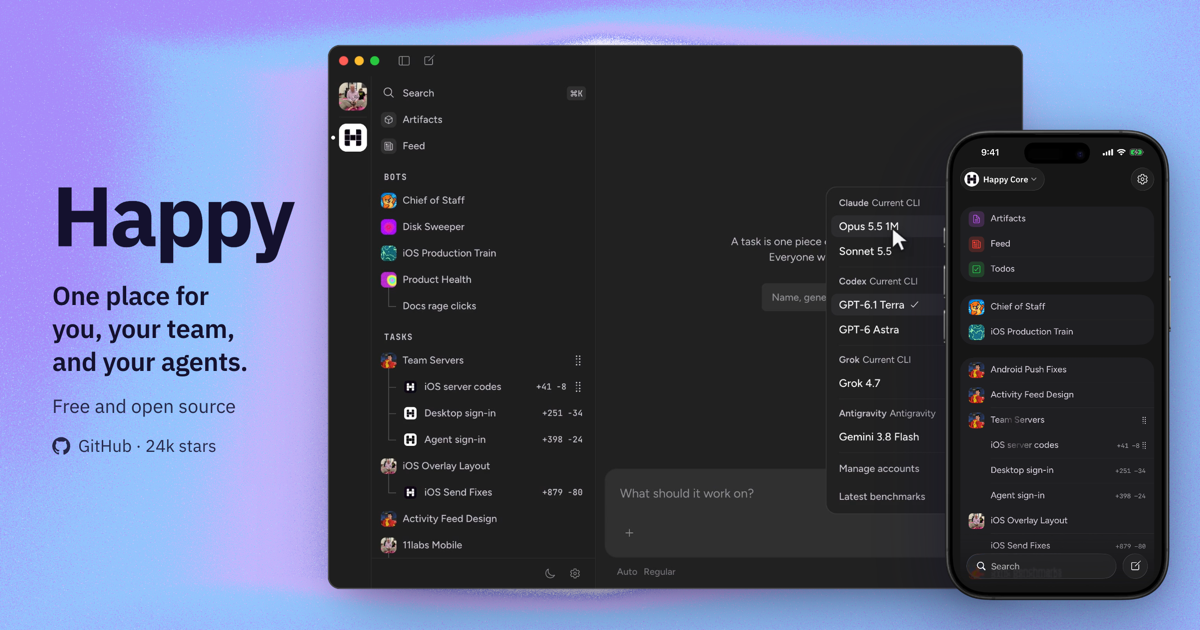 Happy
One place for
you, your team,
and your agents.
Free and open source
GitHub · 24k stars
Search ⌘K
Artifacts
Feed
BOTS
Chief of Staff
Disk Sweeper
iOS Production Train
Product Health
Docs rage clicks
TASKS
Team Servers
iOS server codes +41 -8
Desktop sign-in +251 -34
Agent sign-in +398 -24
iOS Overlay Layout
iOS Send Fixes +879 -80
Activity Feed Design
11labs Mobile
A task is one piece
Everyone w
Name, gene
What should it work on?
+
Auto Regular
Claude Current CLI
Opus 5.5 1M
Sonnet 5.5
Codex Current CLI
GPT-6.1 Terra ✓
GPT-6 Astra
Grok Current CLI
Grok 4.7
Antigravity Antigravity
Gemini 3.8 Flash
Manage accounts
Latest benchmarks
9:41
Happy Core
Artifacts
Feed
Todos
Chief of Staff
iOS Production Train
Android Push Fixes
Activity Feed Design
Team Servers
iOS server codes +41 -8
Desktop sign-in +251 -34
Agent sign-in +398 -24
iOS Overlay Layout
iOS Send Fixes +879 -80
Search